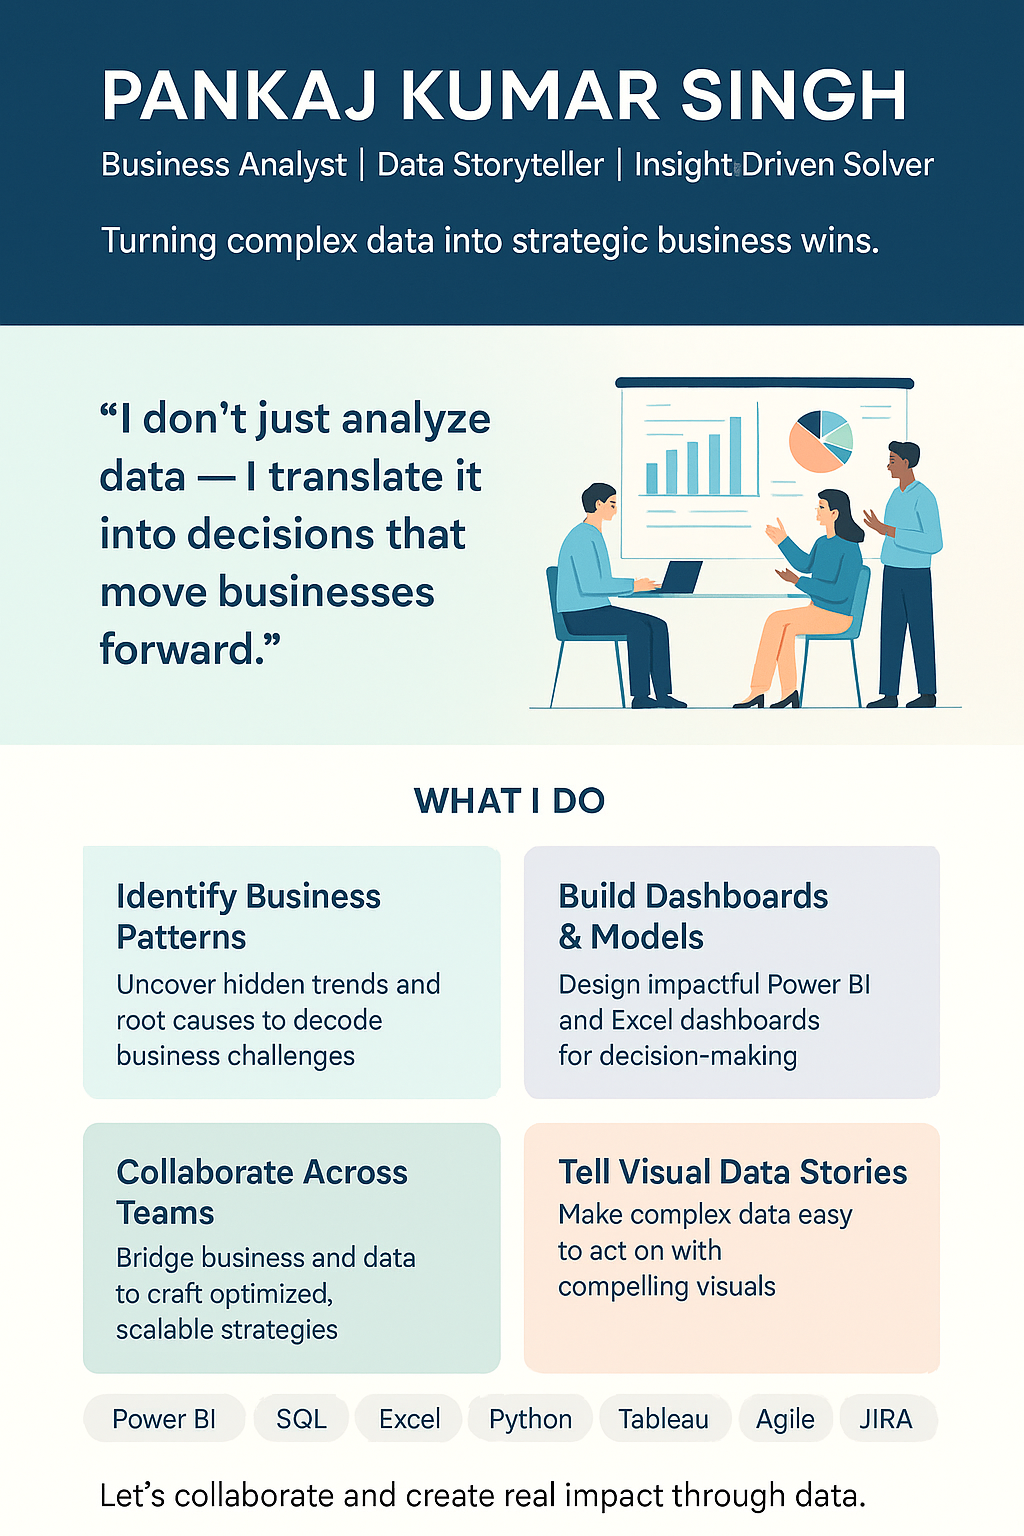 PANKAJ KUMAR SINGH
Business Analyst | Data Storyteller | Insight Driven Solver
Turning complex data into strategic business wins.
“I don’t just analyze
data — I translate it
into decisions that
move businesses
forward.”
WHAT I DO
Identify Business
Patterns
Uncover hidden trends and
root causes to decode
business challenges
Build Dashboards
& Models
Design impactful Power BI
and Excel dashboards
for decision-making
Collaborate Across
Teams
Bridge business and data
to craft optimized,
scalable strategies
Tell Visual Data Stories
Make complex data easy
to act on with
compelling visuals
Power BI
SQL
Excel
Python
Tableau
Agile
JIRA
Let’s collaborate and create real impact through data.